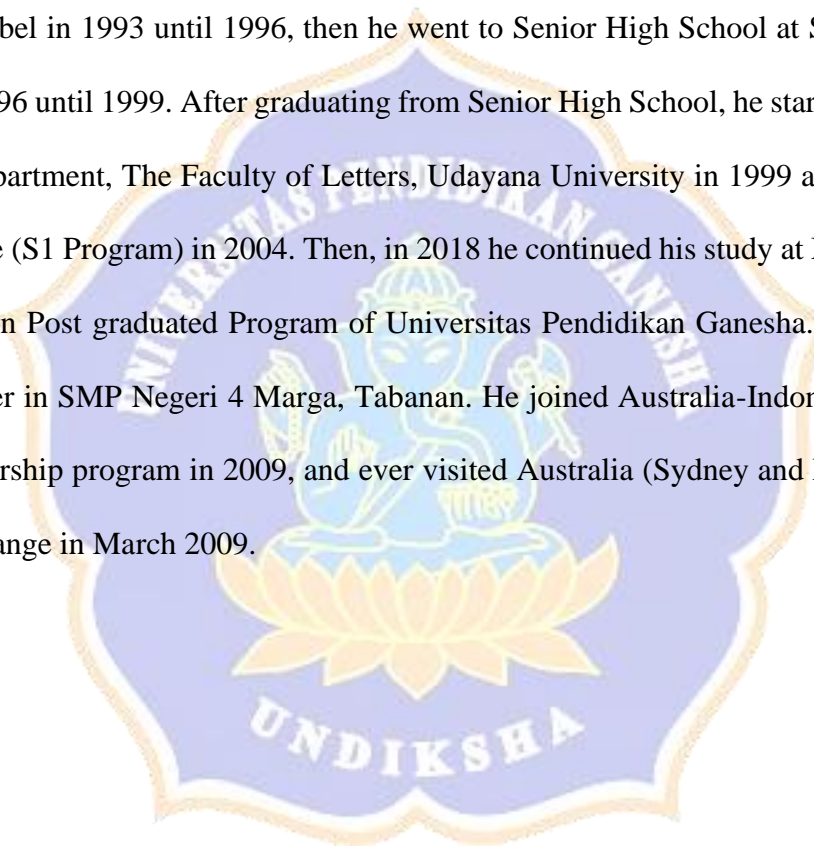 bel in 1993 until 1996, then he went to Senior High School at S
96 until 1999. After graduating from Senior High School, he star
partment, The Faculty of Letters, Udayana University in 1999 a
e (S1 Program) in 2004. Then, in 2018 he continued his study at
n Post graduated Program of Universitas Pendidikan Ganesha.
er in SMP Negeri 4 Marga, Tabanan. He joined Australia-Indon
ership program in 2009, and ever visited Australia (Sydney and
ange in March 2009.
UNIVERSITAS PENDIDIKAN GANESHA
UNDIKSHA